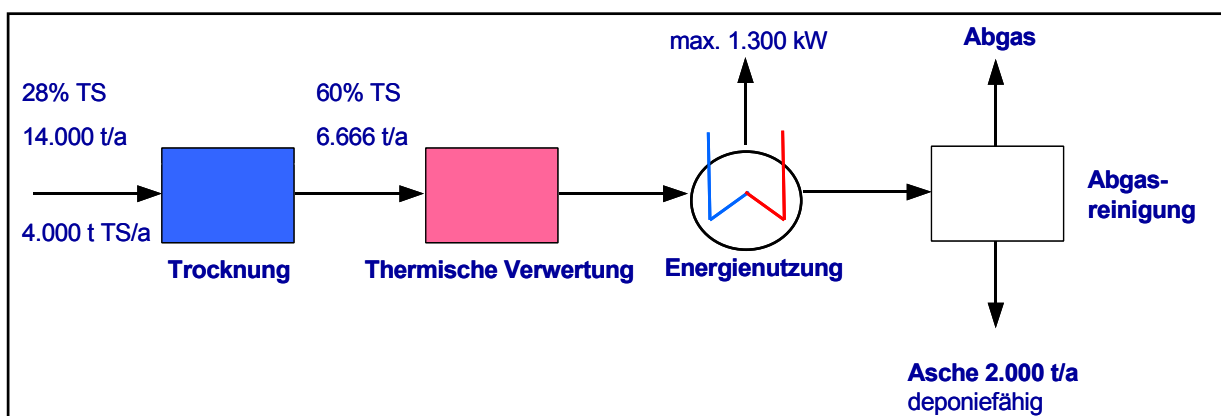 max. 1.300 kW
Abgas
28% TS
60% TS
14.000 t/a
6.666 t/a
4.000 t TS/a
Trocknung
Thermische Verwertung
Energienutzung
Abgas-
reinigung
Asche 2.000 t/a
deponiefähig